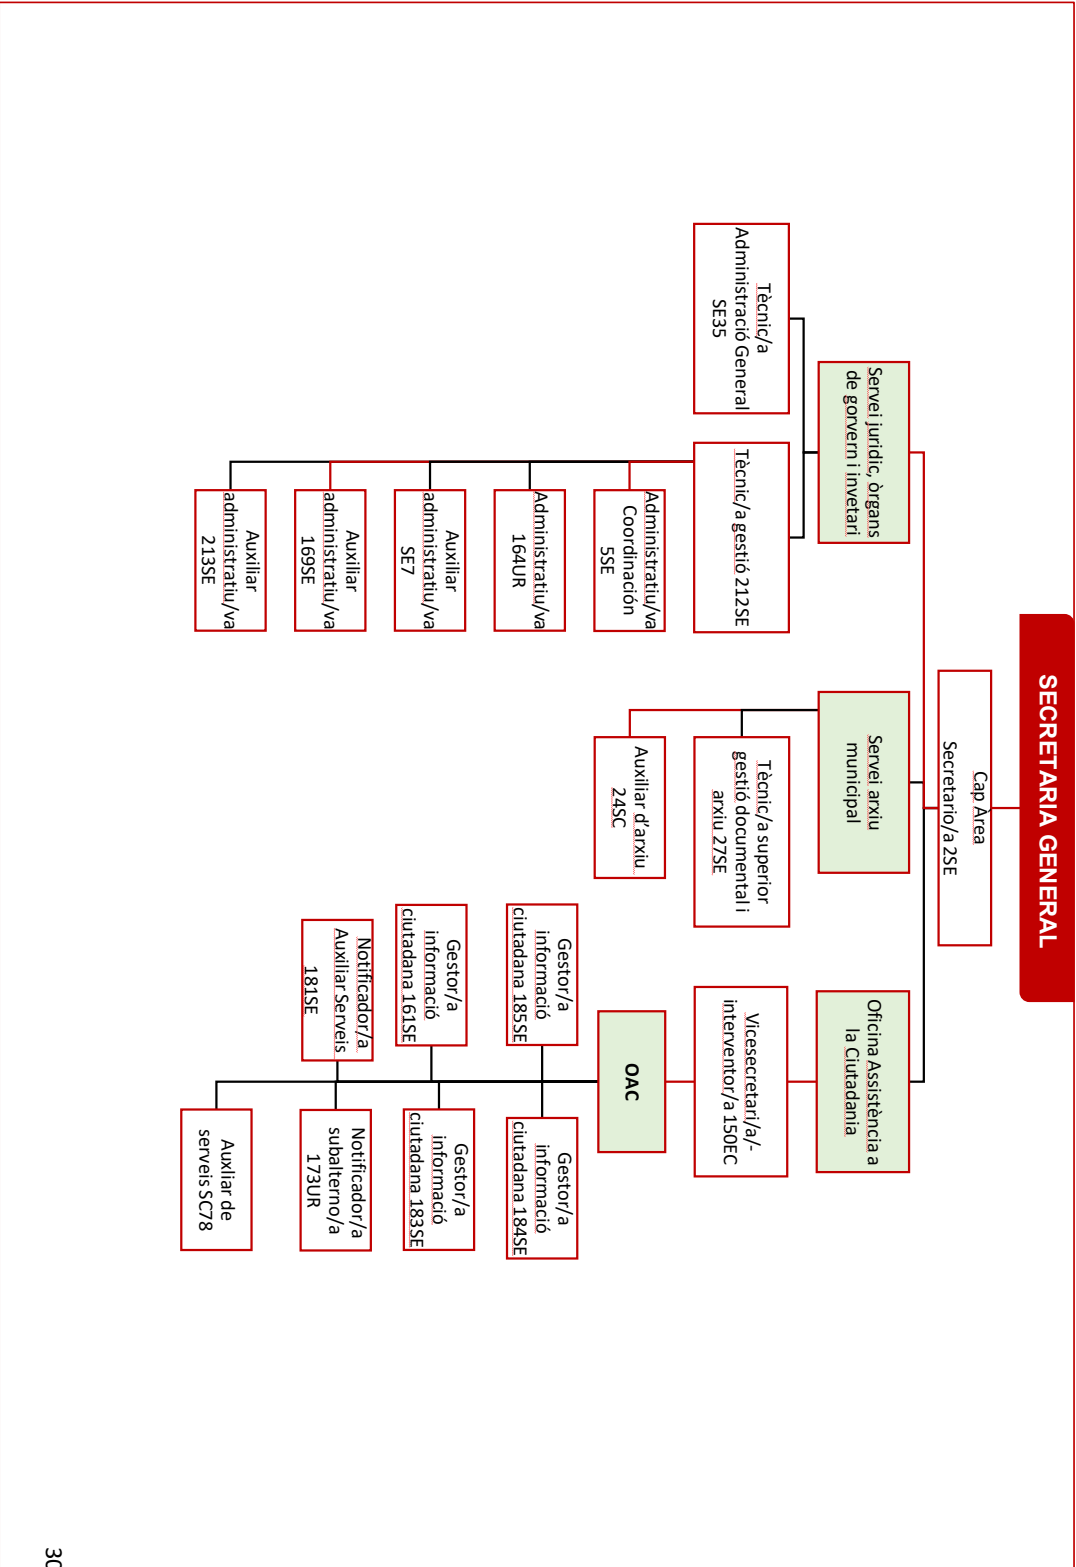 SECRETARIA GENERAL
Cap Àrea
Secretario/a 2SE
Servei juridic, òrgans
de gorvern i invetari
Servei arxiu
municipal
Oficina Assistència a
la Ciutadania
Tècnic/a
Administració General
SE35
Tècnic/a gestió 212SE
Tècnic/a superior
gestió documental i
arxiu 27SE
Vicesecretari/a/-
interventor/a 150EC
Administratiu/va
Coordinación
5SE
Auxiliar d’arxiu
24SC
OAC
Administratiu/va
164UR
Gestor/a
informació
ciutadana 185SE
Gestor/a
informació
ciutadana 184SE
Auxiliar
administratiu/va
SE7
Gestor/a
informació
ciutadana 161SE
Gestor/a
informació
ciutadana 183SE
Auxiliar
administratiu/va
169SE
Notificador/a
Auxiliar Serveis
181SE
Notificador/a
subalterno/a
173UR
Auxiliar
administratiu/va
213SE
Auxliar de
serveis SC78
30